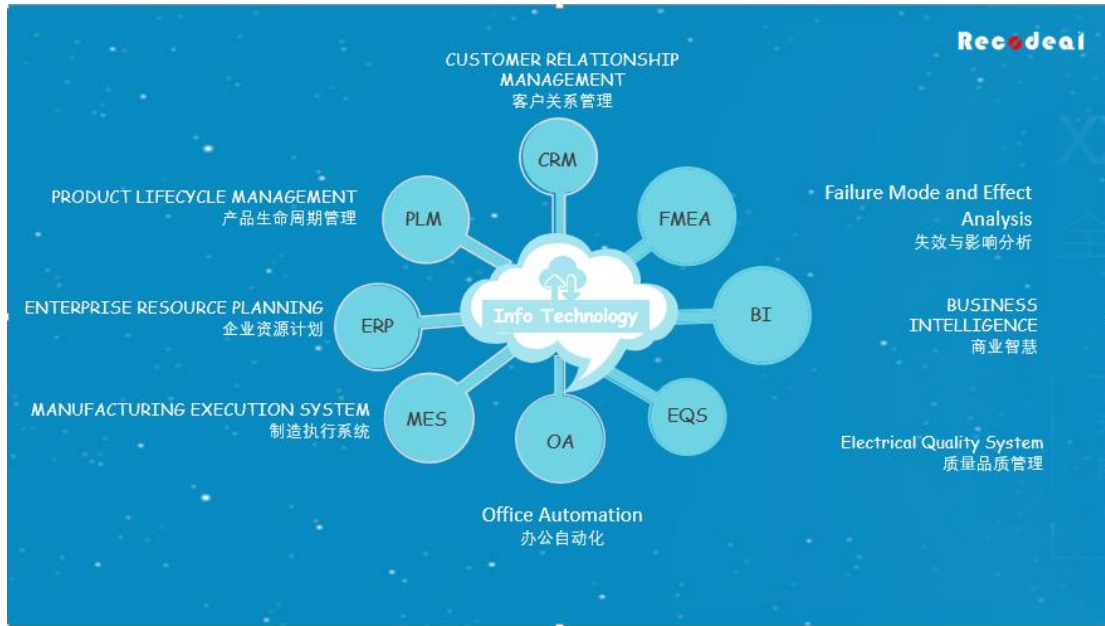 Recodeal
CUSTOMER RELATIONSHIP
MANAGEMENT
客户关系管理
CRM
PRODUCT LIFECYCLE MANAGEMENT
产品生命周期管理
PLM
FMEA
Failure Mode and Effect
Analysis
失效与影响分析
ENTERPRISE RESOURCE PLANNING
企业资源计划
ERP
Info Technology
BI
BUSINESS
INTELLIGENCE
商业智慧
MANUFACTURING EXECUTION SYSTEM
制造执行系统
MES
OA
EQS
Electrical Quality System
质量品质管理
Office Automation
办公自动化